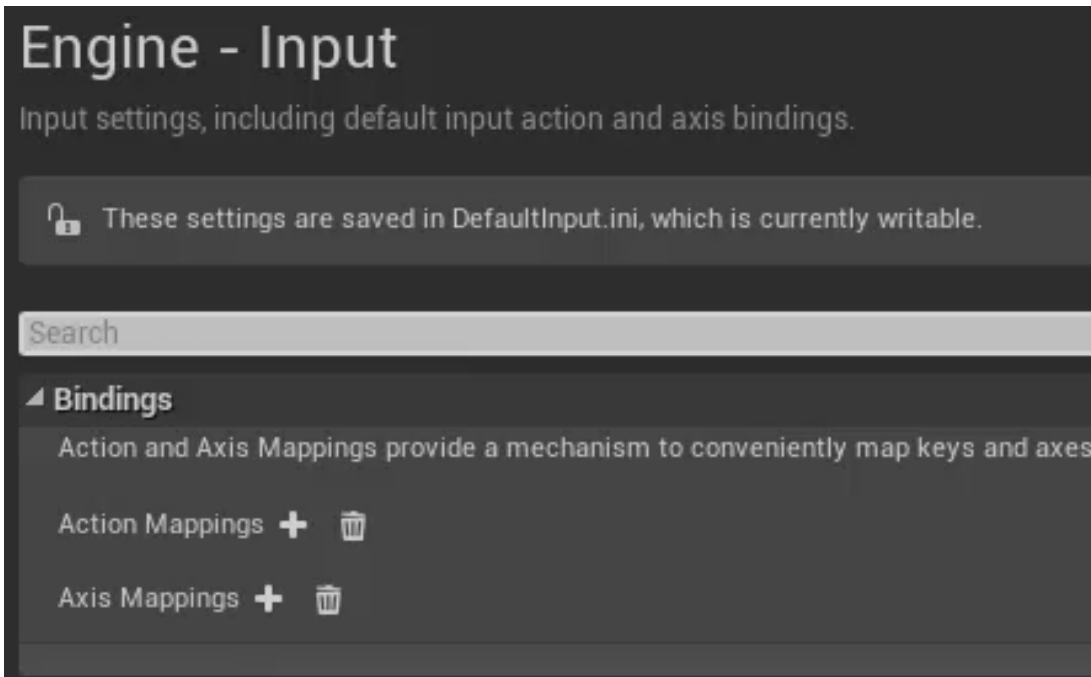 Engine - Input
Input settings, including default input action and axis bindings.
These settings are saved in DefaultInput.ini, which is currently writable.
Search
Bindings
Action and Axis Mappings provide a mechanism to conveniently map keys and axes
Action Mappings
Axis Mappings